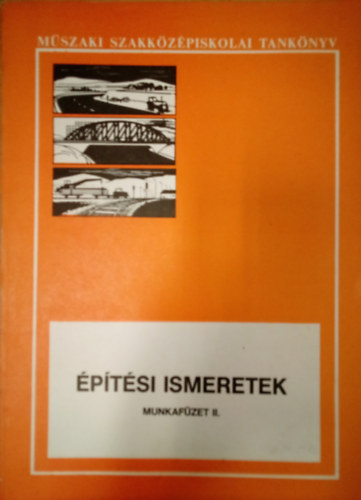 MŰSZAKI SZAKKÖZÉPISKOLAI TANKÖNYV
ÉPÍTÉSI ISMERETEK
MUNKAFÜZET II.